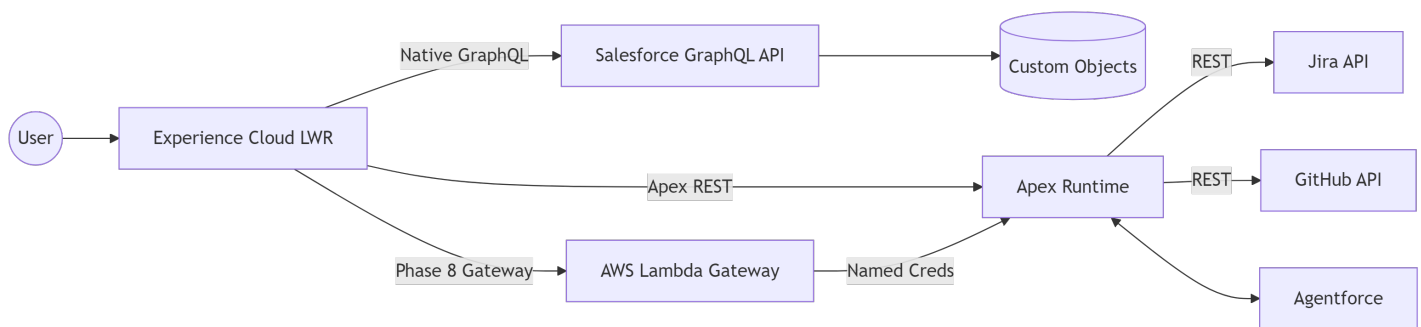 User
Experience Cloud LWR
Native GraphQL
Salesforce GraphQL API
Custom Objects
Apex REST
Apex Runtime
Phase 8 Gateway
AWS Lambda Gateway
Named Creds
REST
Jira API
REST
GitHub API
Agentforce